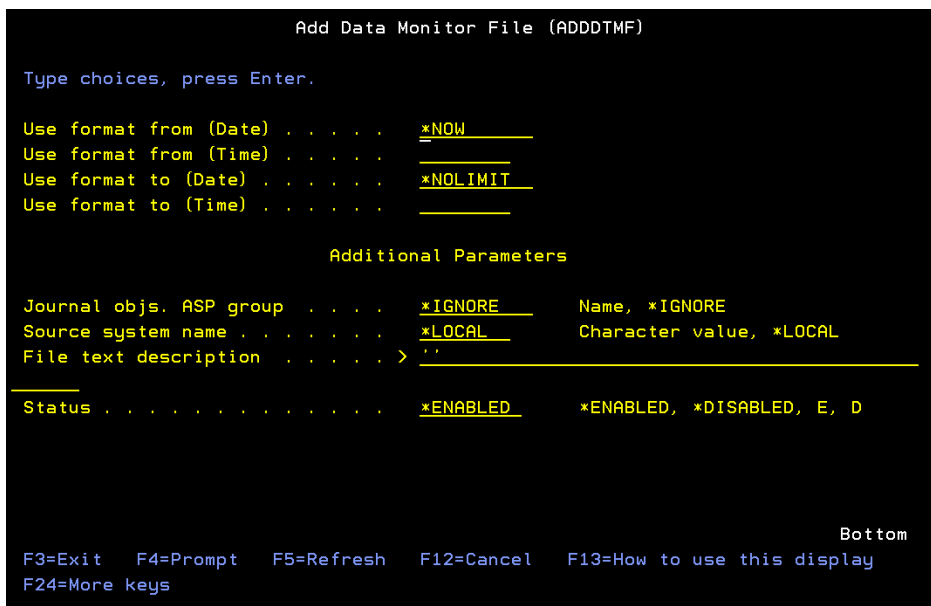 Add Data Monitor File (ADDDTMF)
Type choices, press Enter.
Use format from (Date) . . . . . *NOW
Use format from (Time) . . . . .
Use format to (Date) . . . . . . *NOLIMIT
Use format to (Time) . . . . . .
Additional Parameters
Journal objs. ASP group . . . . *IGNORE Name, *IGNORE
Source system name . . . . . . . *LOCAL Character value, *LOCAL
File text description . . . . . > ''
Status . . . . . . . . . . . . . *ENABLED *ENABLED, *DISABLED, E, D
Bottom
F3=Exit F4=Prompt F5=Refresh F12=Cancel F13=How to use this display
F24=More keys